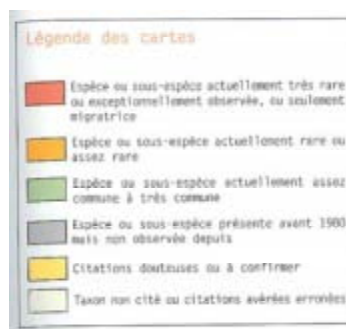 Légende des cartes
Espèce ou sous-espèce actuellement très rare
ou exceptionnellement observée, ou seulement
migratrice
Espèce ou sous-espèce actuellement rare ou
assez rare
Espèce ou sous-espèce actuellement assez
commune à très commune
Espèce ou sous-espèce présente avant 1980
mais non observée depuis
Citations douteuses ou à confirmer
Taxon non cité ou citations avérées erronées